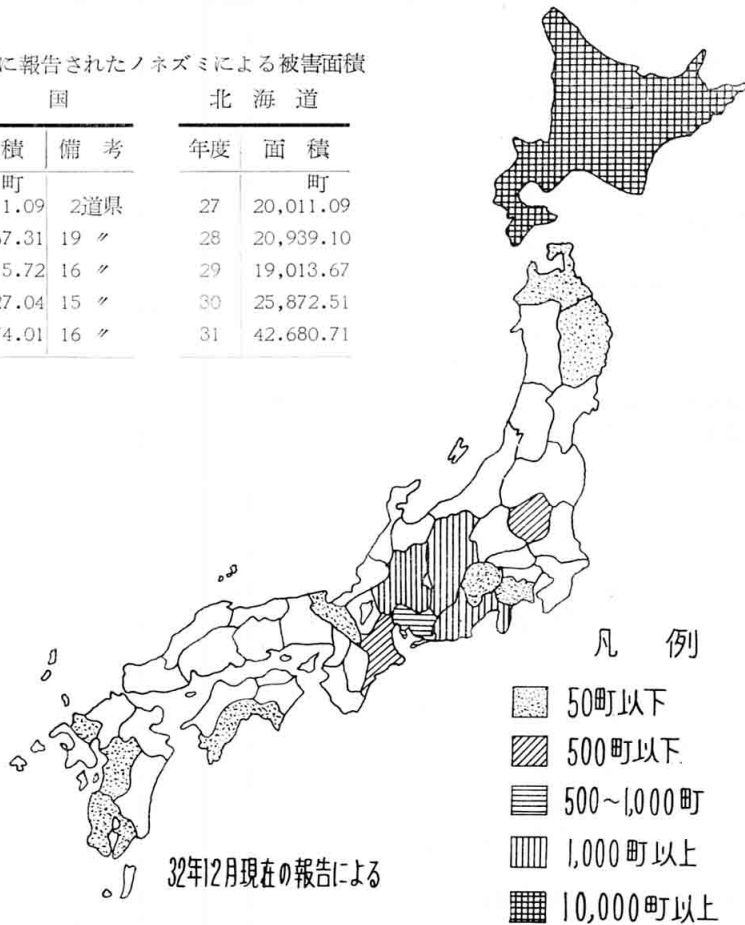 に報告されたノネズミによる被害面積
国 北海道
積 備考 年度 面積
町 町
1.09 2道県 27 20,011.09
7.31 19 〃 28 20,939.10
5.72 16 〃 29 19,013.67
7.04 15 〃 30 25,872.51
4.01 16 〃 31 42.680.71
凡例
50町以下
500町以下
500~1,000町
1,000町以上
10,000町以上
32年12月現在の報告による